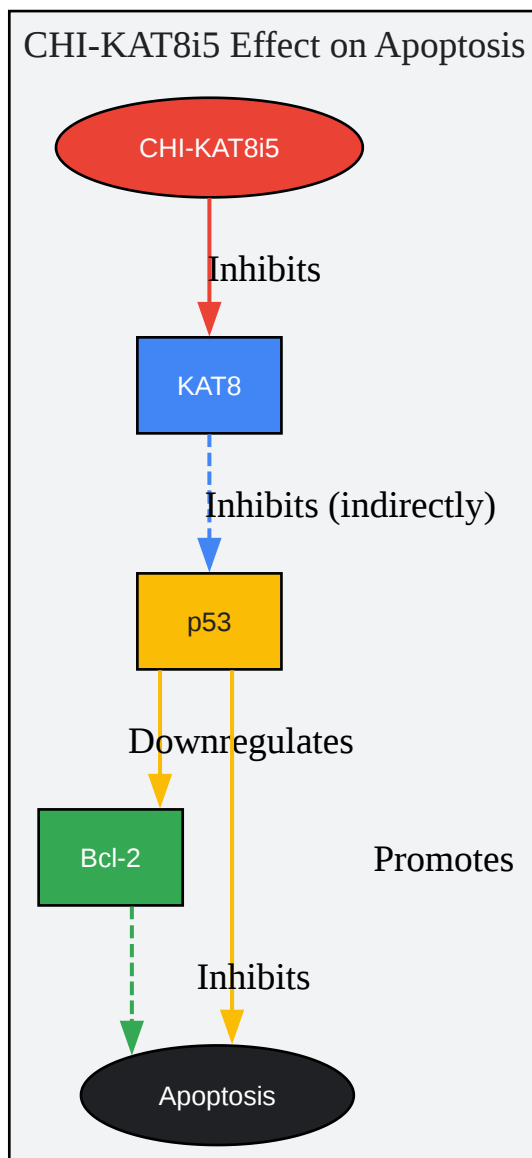 CHI-KAT8i5 Effect on Apoptosis
CHI-KAT8i5
Inhibits
KAT8
Inhibits (indirectly)
p53
Downregulates
Bcl-2
Promotes
Inhibits
Apoptosis